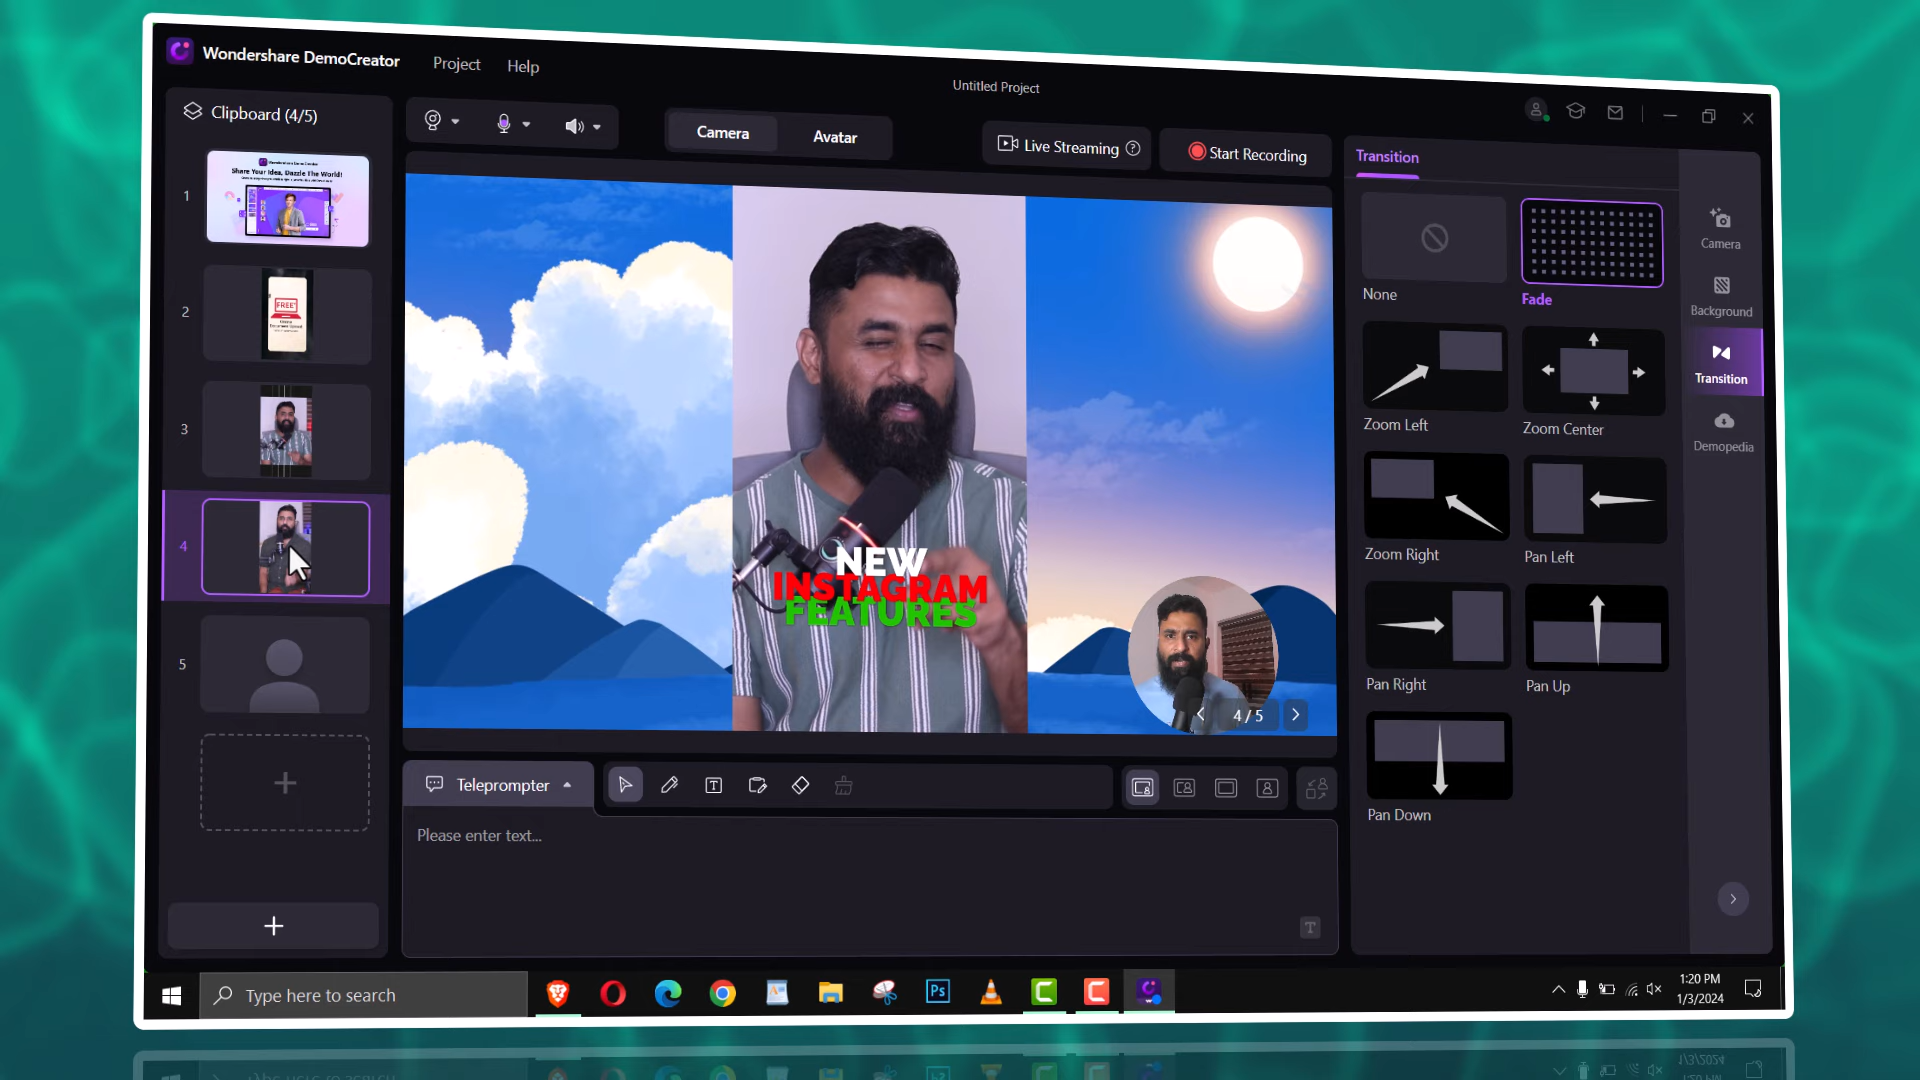 Wondershare DemoCreator
Project
Help
Untitled Project
Clipboard (4/5)
Camera
Avatar
Live Streaming
Start Recording
Transition
1
Wondershare DemoCreator
Share Your Idea, Dazzle The World!
2
FREE
3
4
5
+
+
NEW
INSTAGRAM
FEATURES
4/5
None
Fade
Zoom Left
Zoom Center
Zoom Right
Pan Left
Pan Right
Pan Up
Pan Down
Camera
Background
Transition
Demopedia
Teleprompter
Please enter text...
T
Type here to search
Ps
1:20 PM
1/3/2024